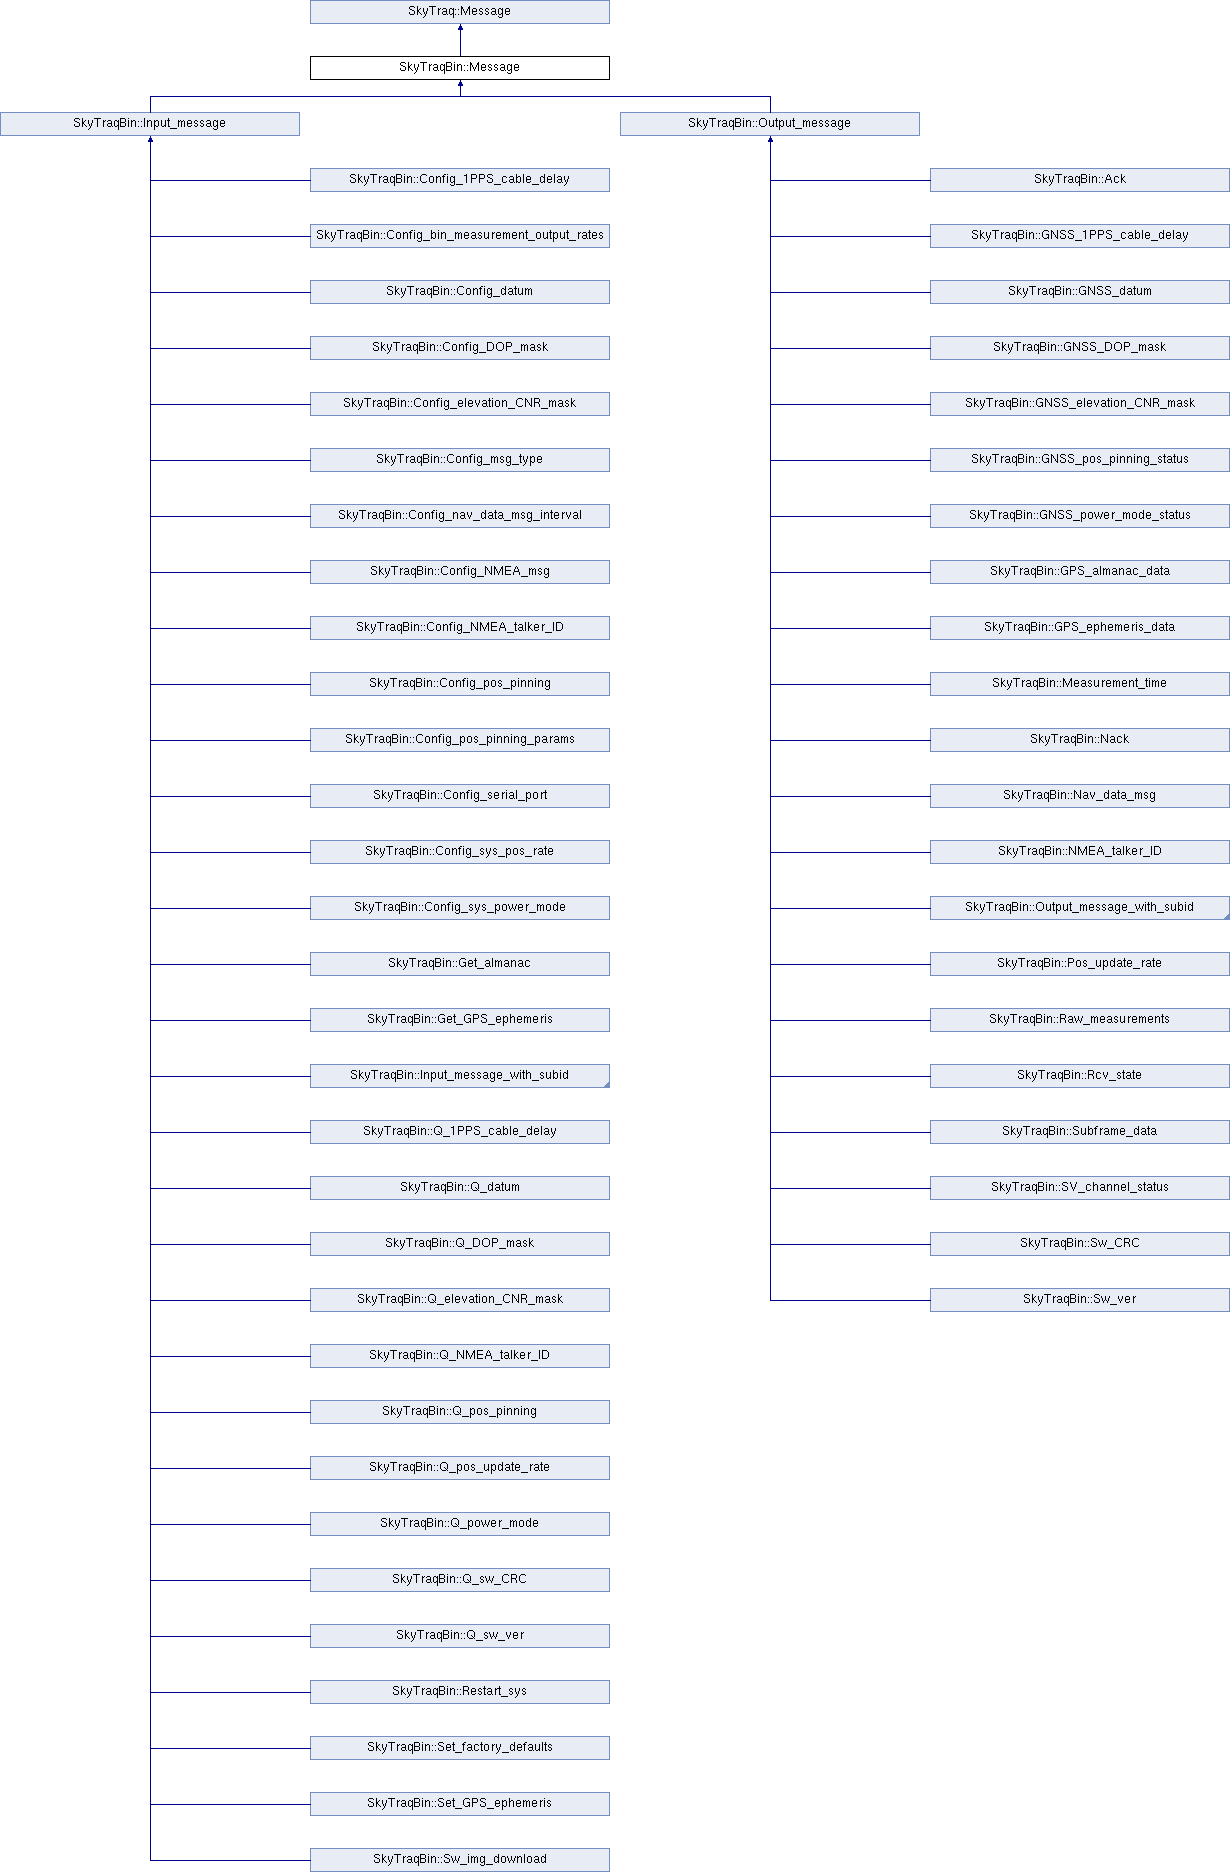 SkyTraq::Message
SkyTraqBin::Message
SkyTraqBin::Input_message
SkyTraqBin::Output_message
SkyTraqBin::Config_1PPS_cable_delay
SkyTraqBin::Ack
SkyTraqBin::Config_bin_measurement_output_rates
SkyTraqBin::GNSS_1PPS_cable_delay
SkyTraqBin::Config_datum
SkyTraqBin::GNSS_datum
SkyTraqBin::Config_DOP_mask
SkyTraqBin::GNSS_DOP_mask
SkyTraqBin::Config_elevation_CNR_mask
SkyTraqBin::GNSS_elevation_CNR_mask
SkyTraqBin::Config_msg_type
SkyTraqBin::GNSS_pos_pinning_status
SkyTraqBin::Config_nav_data_msg_interval
SkyTraqBin::GNSS_power_mode_status
SkyTraqBin::Config_NMEA_msg
SkyTraqBin::GPS_almanac_data
SkyTraqBin::Config_NMEA_talker_ID
SkyTraqBin::GPS_ephemeris_data
SkyTraqBin::Config_pos_pinning
SkyTraqBin::Measurement_time
SkyTraqBin::Config_pos_pinning_params
SkyTraqBin::Nack
SkyTraqBin::Config_serial_port
SkyTraqBin::Nav_data_msg
SkyTraqBin::Config_sys_pos_rate
SkyTraqBin::NMEA_talker_ID
SkyTraqBin::Config_sys_power_mode
SkyTraqBin::Output_message_with_subid
SkyTraqBin::Get_almanac
SkyTraqBin::Pos_update_rate
SkyTraqBin::Get_GPS_ephemeris
SkyTraqBin::Raw_measurements
SkyTraqBin::Input_message_with_subid
SkyTraqBin::Rcv_state
SkyTraqBin::Q_1PPS_cable_delay
SkyTraqBin::Subframe_data
SkyTraqBin::Q_datum
SkyTraqBin::SV_channel_status
SkyTraqBin::Q_DOP_mask
SkyTraqBin::Sw_CRC
SkyTraqBin::Q_elevation_CNR_mask
SkyTraqBin::Sw_ver
SkyTraqBin::Q_NMEA_talker_ID
SkyTraqBin::Q_pos_pinning
SkyTraqBin::Q_pos_update_rate
SkyTraqBin::Q_power_mode
SkyTraqBin::Q_sw_CRC
SkyTraqBin::Q_sw_ver
SkyTraqBin::Restart_sys
SkyTraqBin::Set_factory_defaults
SkyTraqBin::Set_GPS_ephemeris
SkyTraqBin::Sw_img_download